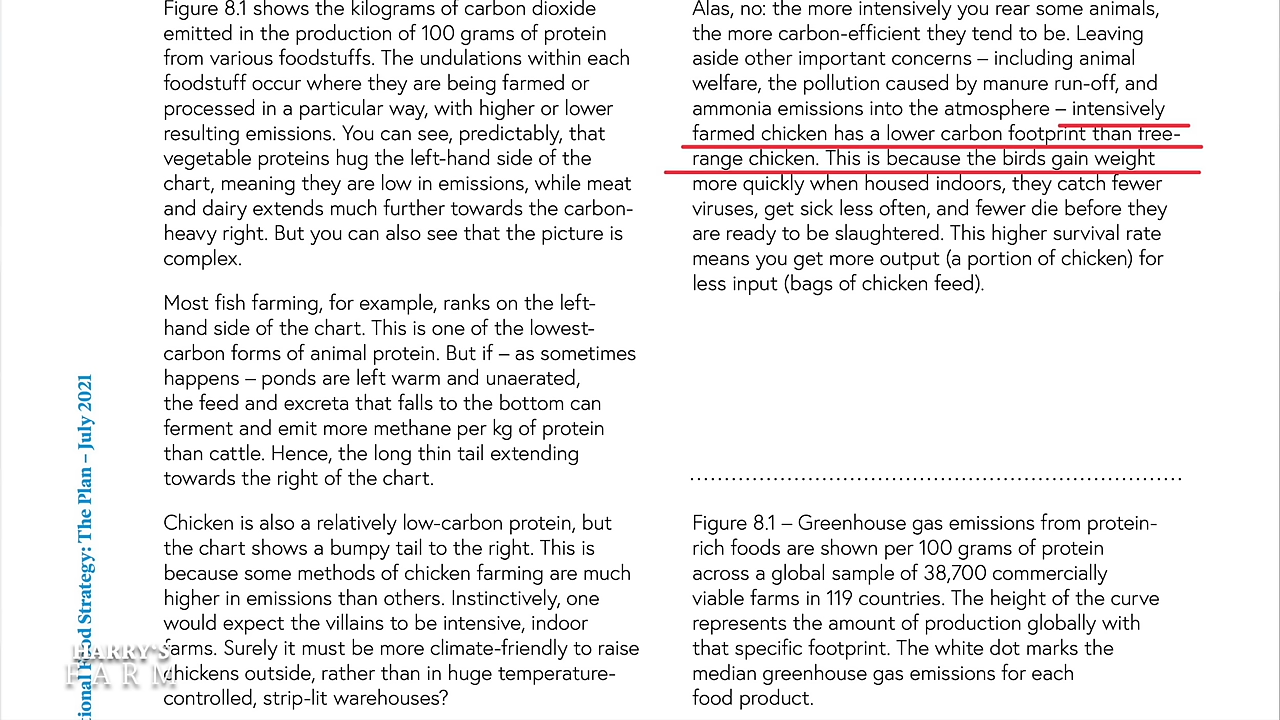 Figure 8.1 shows the kilograms of carbon dioxide
emitted in the production of 100 grams of protein
from various foodstuffs. The undulations within each
foodstuff occur where they are being farmed or
processed in a particular way, with higher or lower
resulting emissions. You can see, predictably, that
vegetable proteins hug the left-hand side of the
chart, meaning they are low in emissions, while meat
and dairy extends much further towards the carbon-
heavy right. But you can also see that the picture is
complex.
Most fish farming, for example, ranks on the left-
hand side of the chart. This is one of the lowest-
carbon forms of animal protein. But if – as sometimes
happens – ponds are left warm and unaerated,
the feed and excreta that falls to the bottom can
ferment and emit more methane per kg of protein
than cattle. Hence, the long thin tail extending
towards the right of the chart.
Chicken is also a relatively low-carbon protein, but
the chart shows a bumpy tail to the right. This is
because some methods of chicken farming are much
higher in emissions than others. Instinctively, one
would expect the villains to be intensive, indoor
farms. Surely it must be more climate-friendly to raise
chickens outside, rather than in huge temperature-
controlled, strip-lit warehouses?
Alas, no: the more intensively you rear some animals,
the more carbon-efficient they tend to be. Leaving
aside other important concerns – including animal
welfare, the pollution caused by manure run-off, and
ammonia emissions into the atmosphere – intensively
farmed chicken has a lower carbon footprint than free-
range chicken. This is because the birds gain weight
more quickly when housed indoors, they catch fewer
viruses, get sick less often, and fewer die before they
are ready to be slaughtered. This higher survival rate
means you get more output (a portion of chicken) for
less input (bags of chicken feed).
Figure 8.1 – Greenhouse gas emissions from protein-
rich foods are shown per 100 grams of protein
across a global sample of 38,700 commercially
viable farms in 119 countries. The height of the curve
represents the amount of production globally with
that specific footprint. The white dot marks the
median greenhouse gas emissions for each
food product.
tional Food Strategy: The Plan – July 2021
HARRY'S
FARM